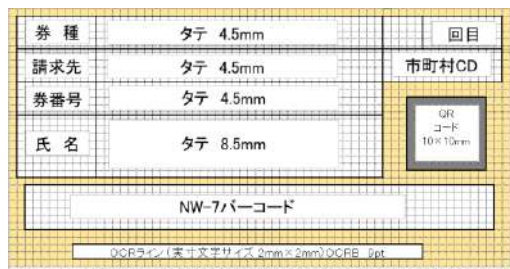 券 種 タテ 4.5mm 回目
請求先 タテ 4.5mm 市町村CD
券番号 タテ 4.5mm
QR
コード
10×10mm
氏 名 タテ 8.5mm
NW-7バーコード
OCRライン(実寸文字サイズ 2mm×2mm)OCRB 9pt